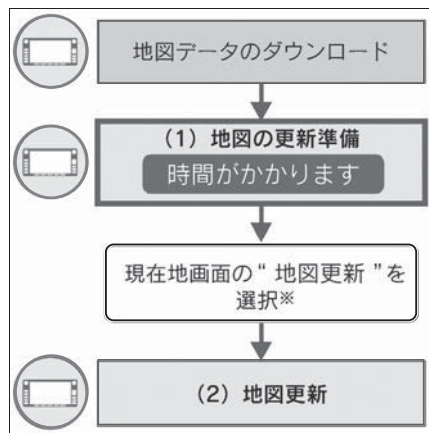 地図データのダウンロード
(1) 地図の更新準備
時間がかかります
現在地画面の“ 地図更新 ”を
選択※
(2) 地図更新